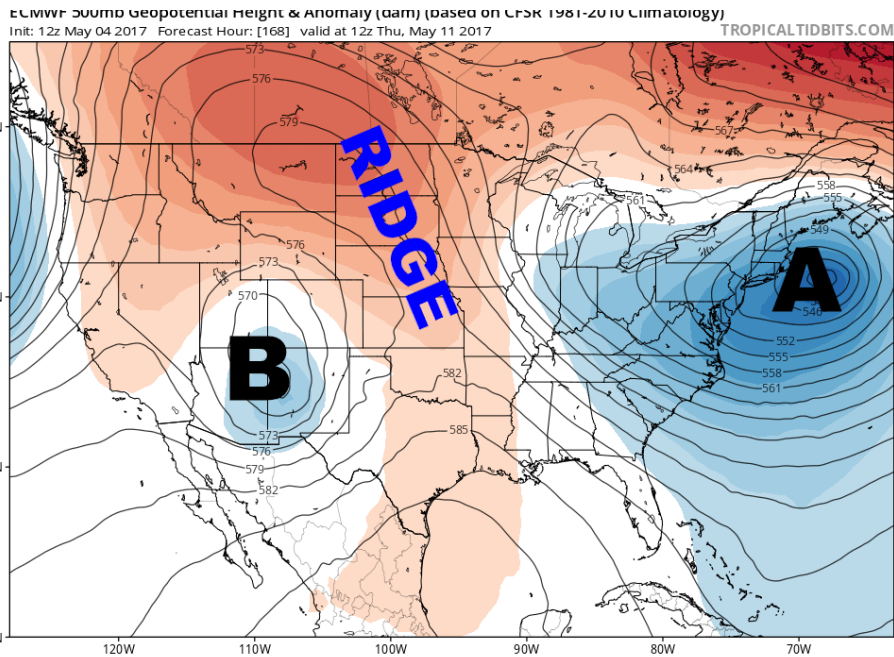 ECMWF 500mb Geopotential Height & Anomaly (dam) (based on CFSR 1981-2010 Climatology)
Init: 12z May 04 2017 Forecast Hour: [168] valid at 12z Thu, May 11 2017
TROPICALTIDBITS.COM
573
576
579
567
564
558
555
561
549
RIDGE
576
573
570
A
546
B
552
555
558
561
582
585
573
576
579
582
120W
110W
100W
90W
80W
70W